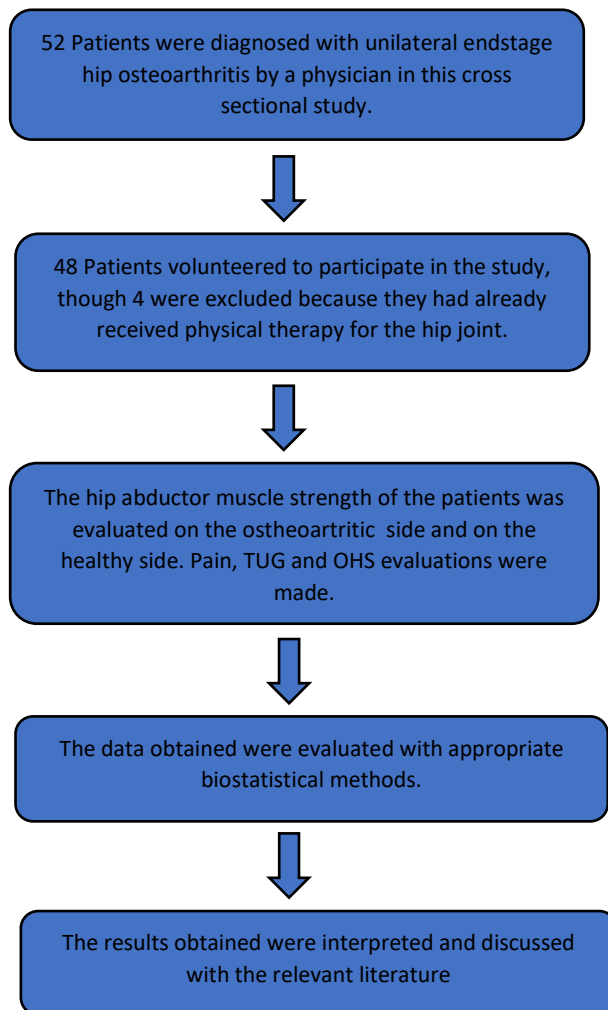 52 Patients were diagnosed with unilateral endstage
hip osteoarthritis by a physician in this cross
sectional study.
48 Patients volunteered to participate in the study,
though 4 were excluded because they had already
received physical therapy for the hip joint.
The hip abductor muscle strength of the patients was
evaluated on the ostheoartritic side and on the
healthy side. Pain, TUG and OHS evaluations were
made.
The data obtained were evaluated with appropriate
biostatistical methods.
The results obtained were interpreted and discussed
with the relevant literature